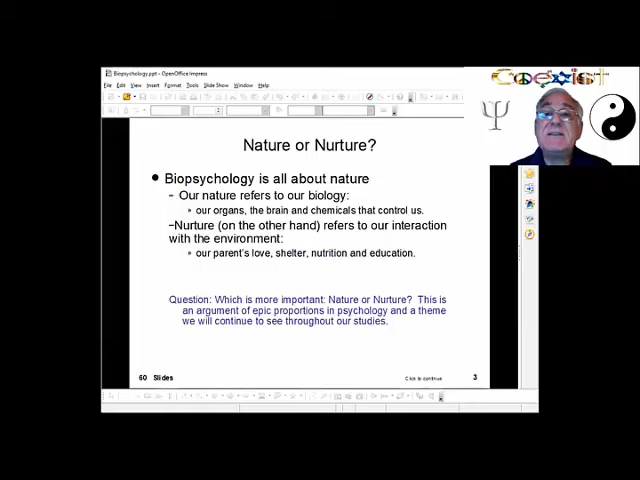 Biopsychology.ppt - OpenOffice.Impress
File Edit View Insert Format Tools Slide Show Window Help
Coexist
Nature or Nurture?
• Biopsychology is all about nature
- Our nature refers to our biology:
our organs, the brain and chemicals that control us.
-Nurture (on the other hand) refers to our interaction
with the environment:
our parent's love, shelter, nutrition and education.
Question: Which is more important: Nature or Nurture? This is
an argument of epic proportions in psychology and a theme
we will continue to see throughout our studies.
60 Slides
Click to continue
3